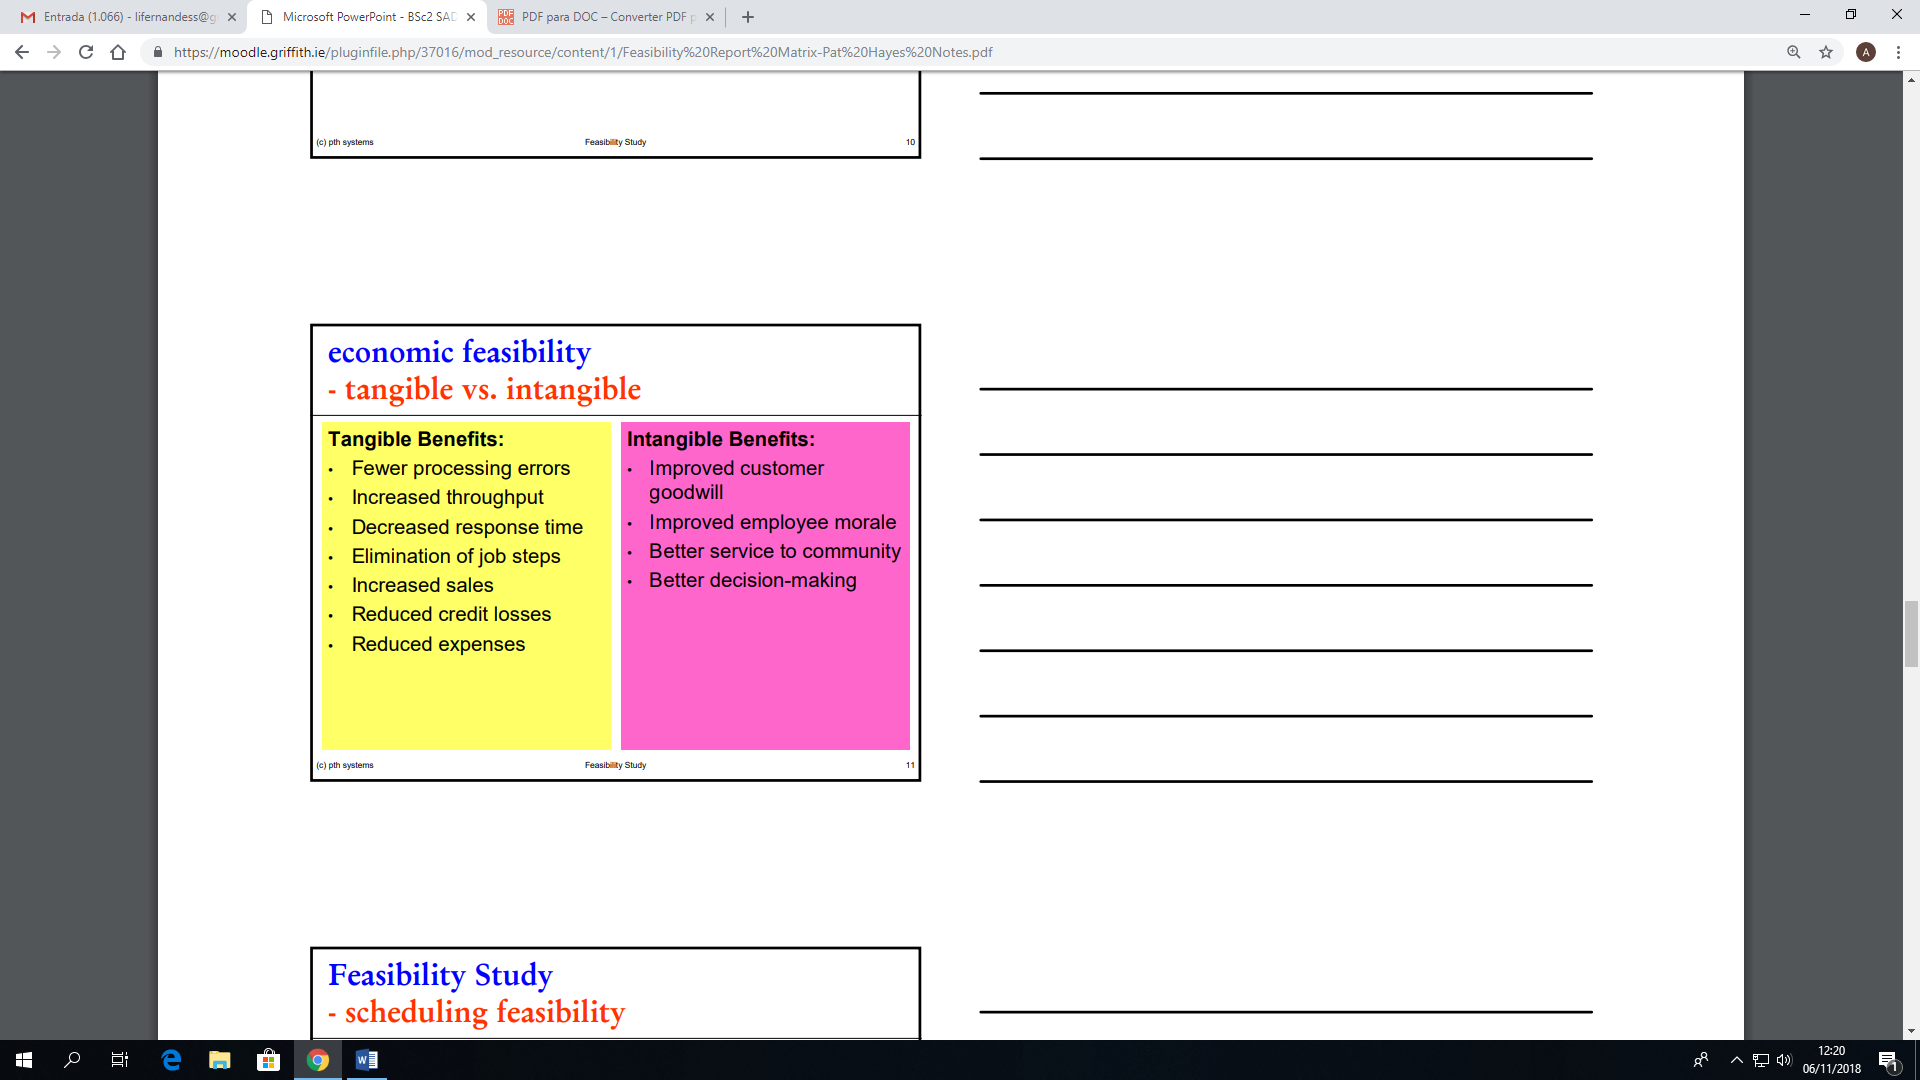 Entrada (1.066) - lifernandess@g
Microsoft PowerPoint - BSc2 SAD
PDF para DOC – Converter PDF p
https://moodle.griffith.ie/pluginfile.php/37016/mod_resource/content/1/Feasibility%20Report%20Matrix-Pat%20Hayes%20Notes.pdf
A
(c) pth systems Feasibility Study 10
economic feasibility
- tangible vs. intangible
Tangible Benefits:
• Fewer processing errors
• Increased throughput
• Decreased response time
• Elimination of job steps
• Increased sales
• Reduced credit losses
• Reduced expenses
Intangible Benefits:
• Improved customer
goodwill
• Improved employee morale
• Better service to community
• Better decision-making
(c) pth systems Feasibility Study 11
Feasibility Study
- scheduling feasibility
12:20
06/11/2018
1